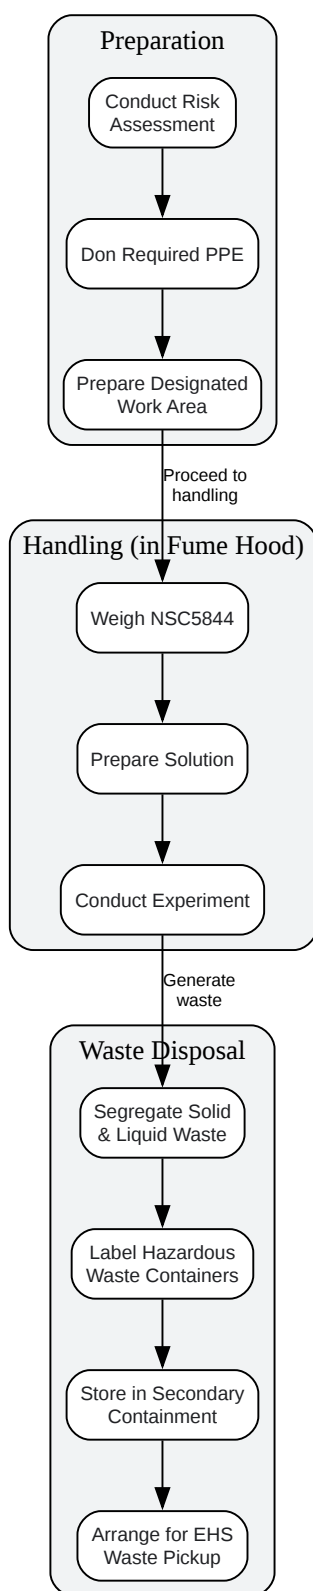 Preparation
Conduct Risk
Assessment
Don Required PPE
Prepare Designated
Work Area
Proceed to
handling
Handling (in Fume Hood)
Weigh NSC5844
Prepare Solution
Conduct Experiment
Generate
waste
Waste Disposal
Segregate Solid
& Liquid Waste
Label Hazardous
Waste Containers
Store in Secondary
Containment
Arrange for EHS
Waste Pickup